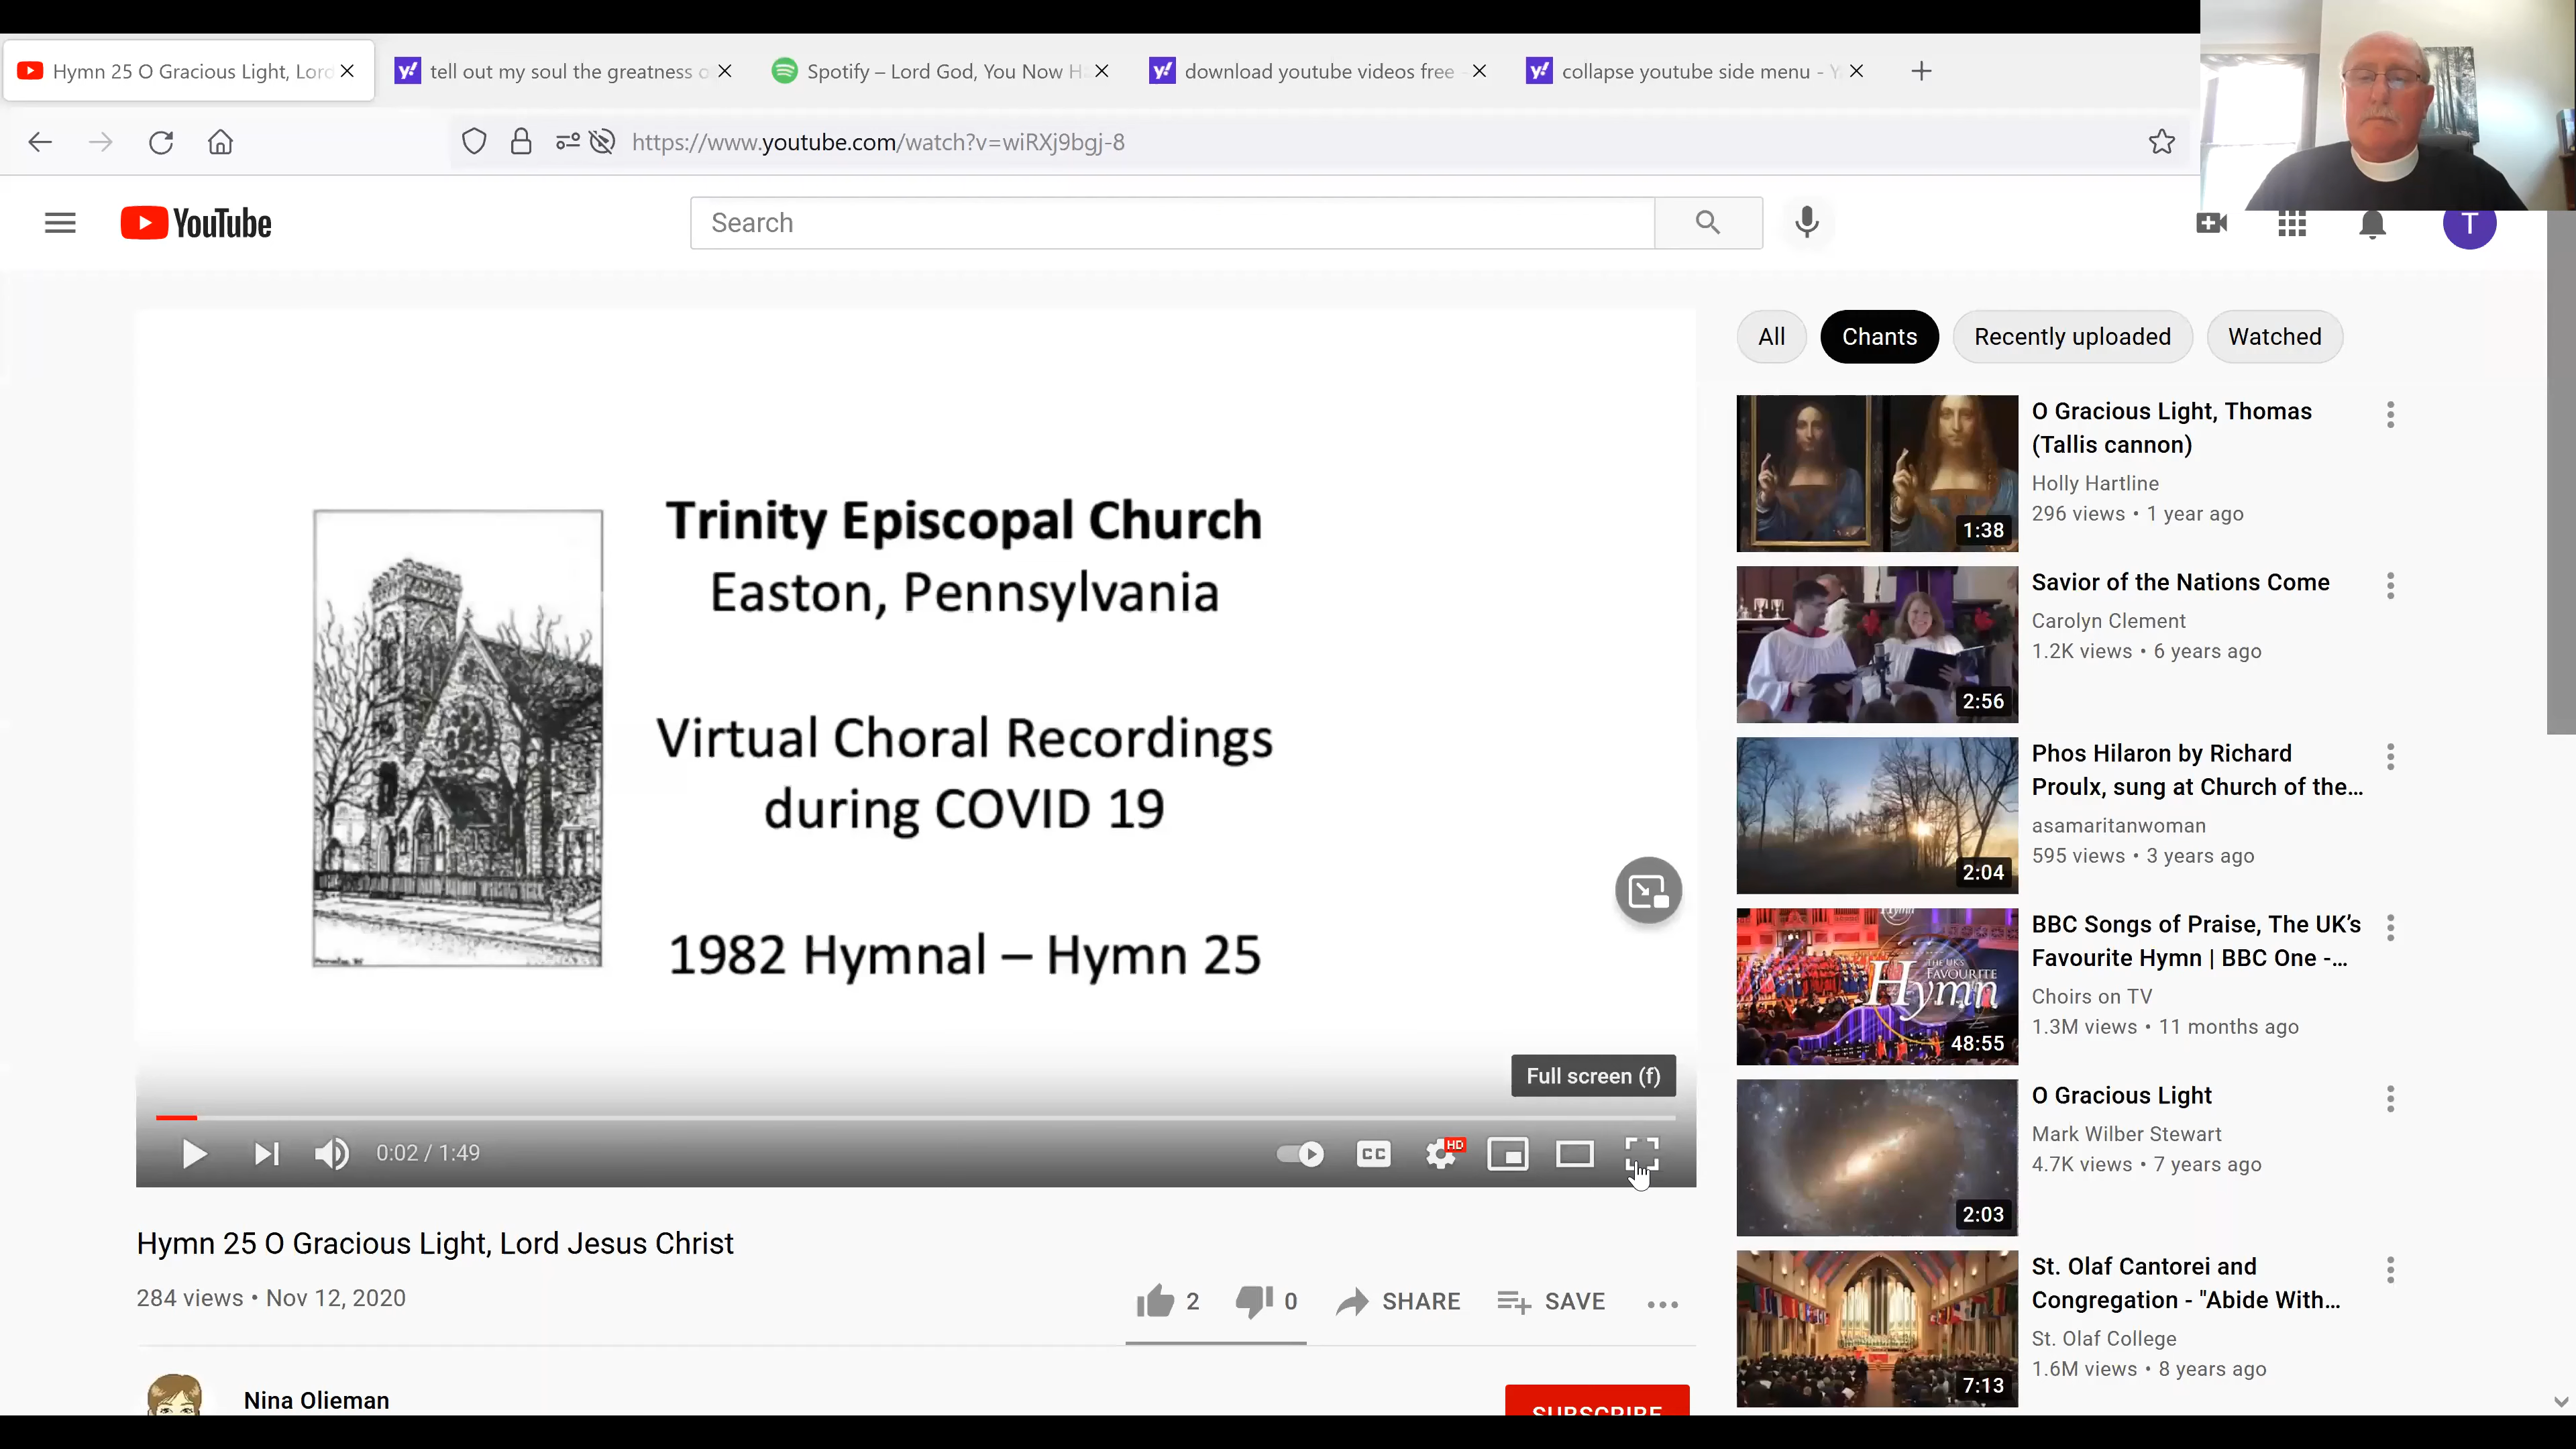 Hymn 25 O Gracious Light, Lord
tell out my soul the greatness o
Spotify – Lord God, You Now Ha
download youtube videos free -
collapse youtube side menu - Y
https://www.youtube.com/watch?v=wiRXj9bgj-8
YouTube
Search
T
All
Chants
Recently uploaded
Watched
Trinity Episcopal Church
Easton, Pennsylvania
Virtual Choral Recordings
during COVID 19
1982 Hymnal – Hymn 25
Full screen (f)
0:02 / 1:49
CC
HD
Hymn 25 O Gracious Light, Lord Jesus Christ
284 views • Nov 12, 2020
2
0
SHARE
SAVE
Nina Olieman
SUBSCRIBE
O Gracious Light, Thomas
(Tallis cannon)
Holly Hartline
296 views • 1 year ago
1:38
Savior of the Nations Come
Carolyn Clement
1.2K views • 6 years ago
2:56
Phos Hilaron by Richard
Proulx, sung at Church of the...
asamaritanwoman
595 views • 3 years ago
2:04
BBC Songs of Praise, The UK's
Favourite Hymn | BBC One -...
Choirs on TV
1.3M views • 11 months ago
THE UK'S
FAVOURITE
Hymn
48:55
O Gracious Light
Mark Wilber Stewart
4.7K views • 7 years ago
2:03
St. Olaf Cantorei and
Congregation - "Abide With...
St. Olaf College
1.6M views • 8 years ago
7:13